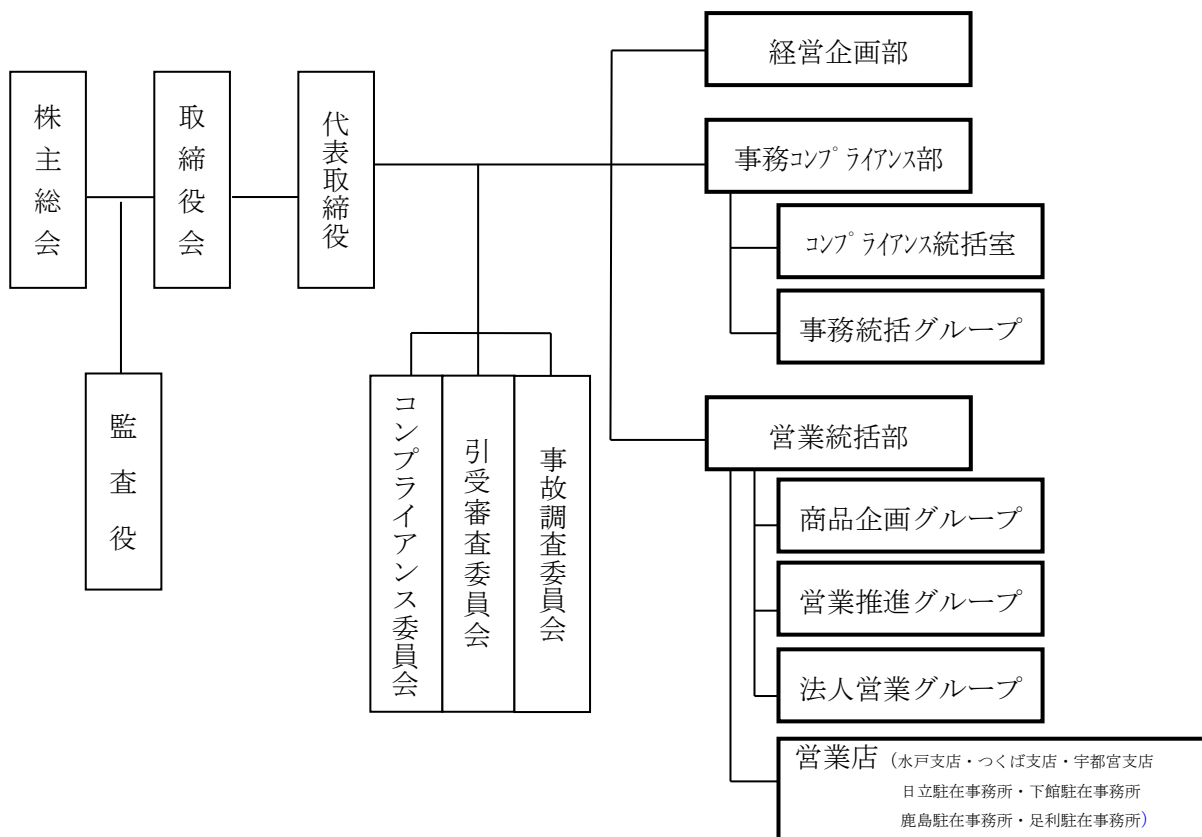 株主総会
取締役会
代表取締役
監査役
コンプライアンス委員会
引受審査委員会
事故調査委員会
経営企画部
事務ｺﾝﾌﾟﾗｲｱﾝｽ部
ｺﾝﾌﾟﾗｲｱﾝｽ統括室
事務統括グループ
営業統括部
商品企画グループ
営業推進グループ
法人営業グループ
営業店（水戸支店・つくば支店・宇都宮支店
日立駐在事務所・下館駐在事務所
鹿島駐在事務所・足利駐在事務所)